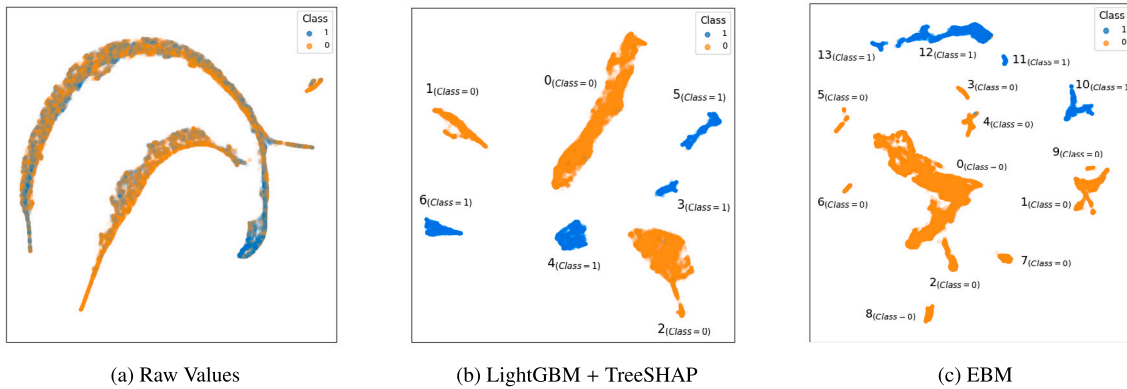 Class
1
0
(a) Raw Values
Class
1
0
0(Class=0)
1(Class=0)
5(Class=1)
6(Class=1)
3(Class=1)
4(Class=1)
2(Class=0)
(b) LightGBM + TreeSHAP
Class
1
0
13(Class=1)
12(Class=1)
11(Class=1)
5(Class=0)
3(Class=0)
10(Class=1
4(Class=0)
9(Class=0)
0(Class−0)
6(Class=0)
1(Class=0)
7(Class=0)
2(Class=0)
8(Class−0)
(c) EBM